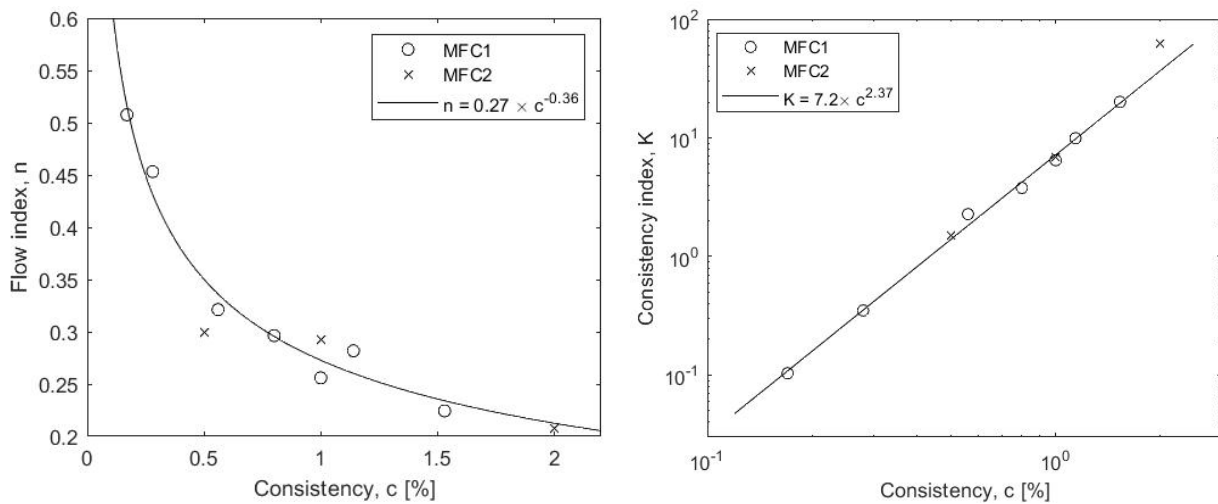 0.6
0.55
0.5
0.45
0.4
0.35
0.3
0.25
0.2
Flow index, n
0
0.5
1
1.5
2
Consistency, c [%]
MFC1
MFC2
n = 0.27 × c^-0.36
10^2
10^1
10^0
10^-1
Consistency index, K
10^-1
10^0
Consistency, c [%]
MFC1
MFC2
K = 7.2× c^2.37